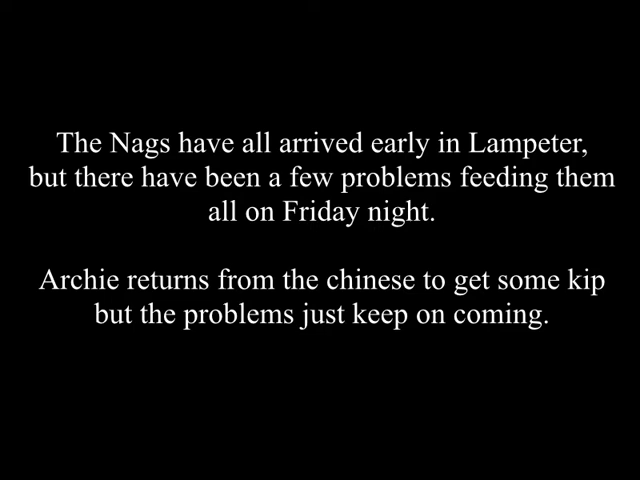 The Nags have all arrived early in Lampeter,
but there have been a few problems feeding them
all on Friday night.
Archie returns from the chinese to get some kip
but the problems just keep on coming.